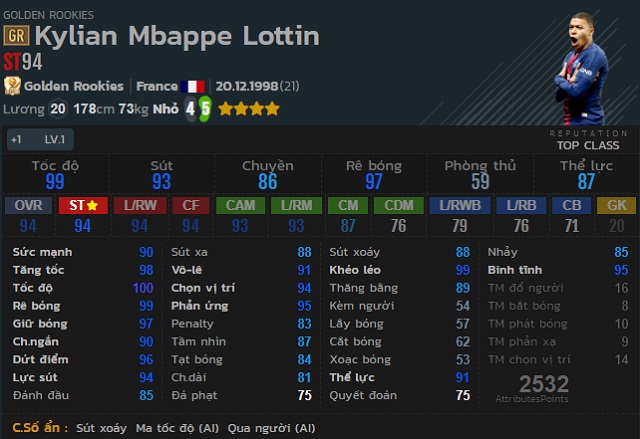 GOLDEN ROOKIES
GR Kylian Mbappe Lottin
ST94
Golden Rookies France 20.12.1998(21)
Lương 20 178cm 73kg Nhỏ 4 5
+1 LV.1
REPUTATION
TOP CLASS
Tốc độ Sút Chuyền Rê bóng Phòng thủ Thể lực
99 93 86 97 59 87
OVR ST L/RW CF CAM L/RM CM CDM L/RWB L/RB CB GK
94 94 94 94 93 93 87 76 79 76 71 20
Sức mạnh 90 Sút xa 88 Sút xoáy 88 Nhảy 85
Tăng tốc 98 Vô-lê 91 Khéo léo 99 Bình tĩnh 95
Tốc độ 100 Chọn vị trí 94 Thăng bằng 89 TM đổ người 16
Rê bóng 99 Phản ứng 95 Kèm người 54 TM bắt bóng 8
Giữ bóng 97 Penalty 83 Lấy bóng 57 TM phát bóng 10
Ch.ngắn 90 Tầm nhìn 87 Cắt bóng 62 TM phản xạ 9
Dứt điểm 96 Tạt bóng 84 Xoạc bóng 53 TM chọn vị trí 14
Lực sút 94 Ch.dài 81 Thể lực 91 2532
Đánh đầu 85 Đá phạt 75 Quyết đoán 75 AttributesPoints
C.Số ẩn : Sút xoáy Ma tốc độ (AI) Qua người (AI)